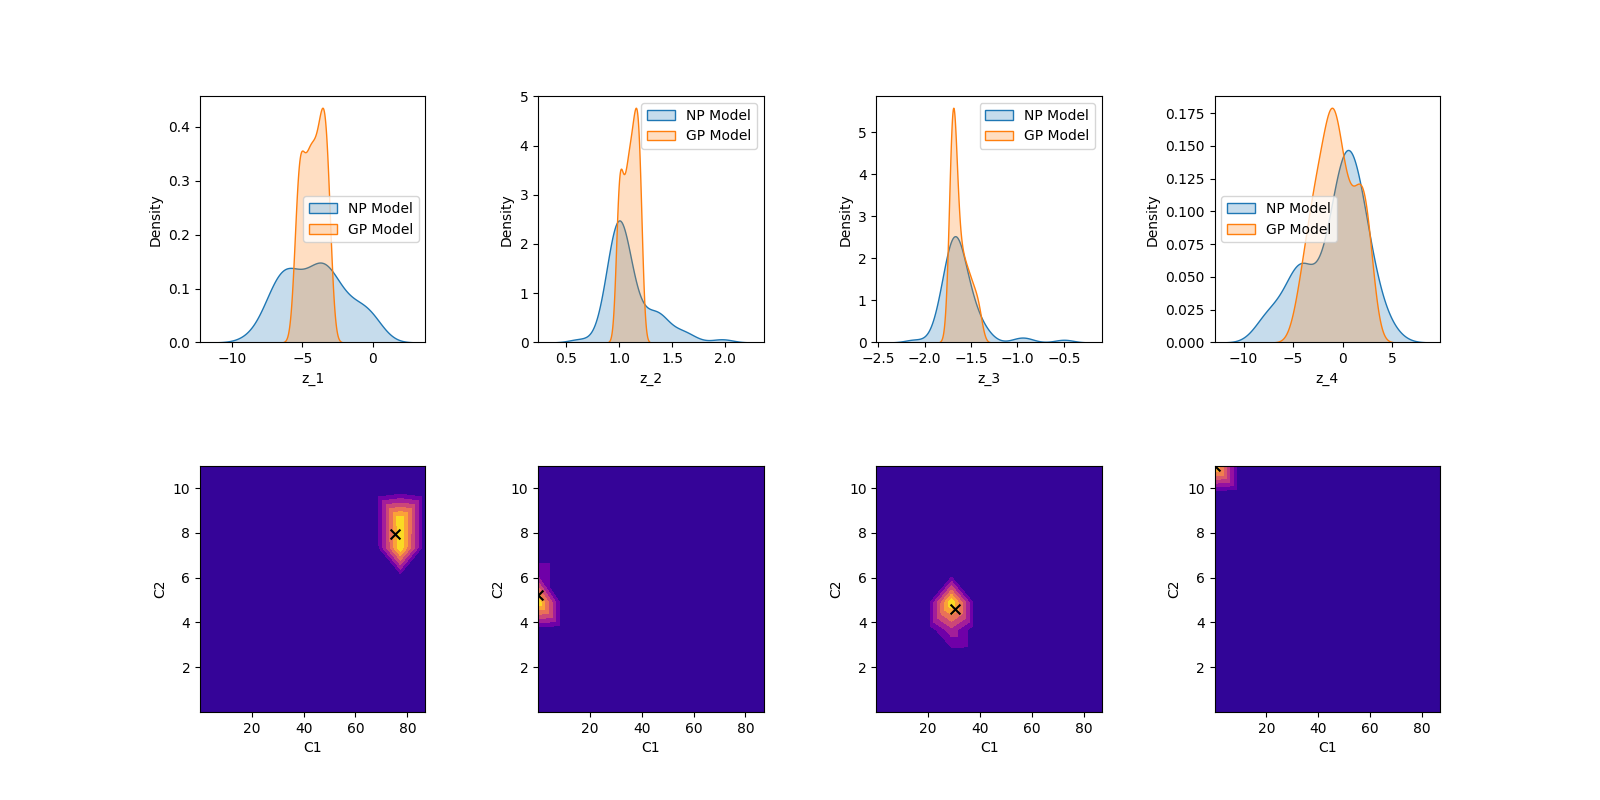 0.4
0.3
0.2
0.1
0.0
Density
−10 −5 0
z_1
NP Model
GP Model
5
4
3
2
1
0
Density
0.5 1.0 1.5 2.0
z_2
NP Model
GP Model
5
4
3
2
1
0
Density
−2.5 −2.0 −1.5 −1.0 −0.5
z_3
NP Model
GP Model
0.175
0.150
0.125
0.100
0.075
0.050
0.025
0.000
Density
−10 −5 0 5
z_4
NP Model
GP Model
10
8
6
4
2
C2
20 40 60 80
C1
10
8
6
4
2
C2
20 40 60 80
C1
10
8
6
4
2
C2
20 40 60 80
C1
10
8
6
4
2
C2
20 40 60 80
C1